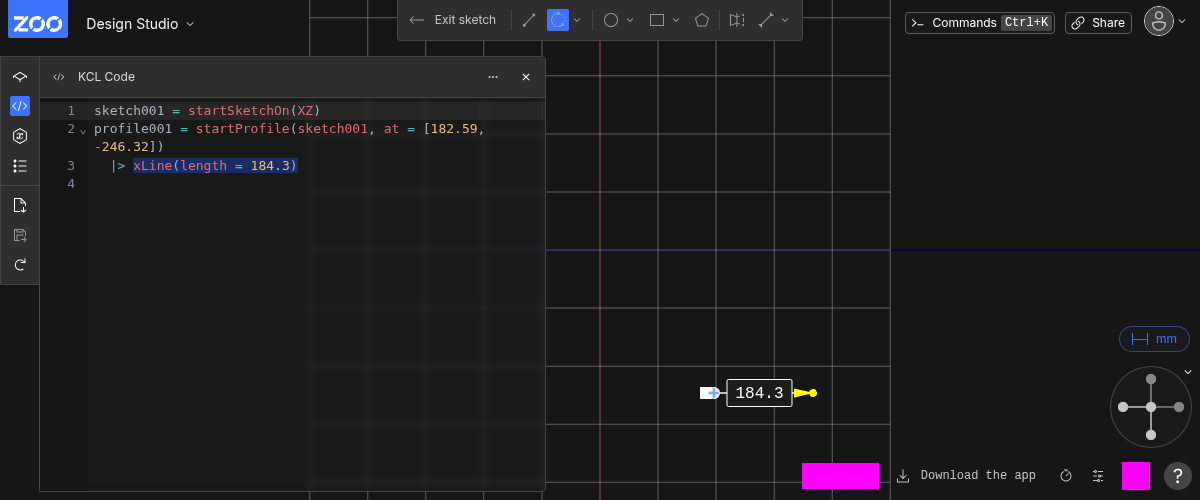 ZOO Design Studio Exit sketch Commands Ctrl+K Share
KCL Code
1 sketch001 = startSketchOn(XZ)
2 profile001 = startProfile(sketch001, at = [182.59,
-246.32])
3 |> xLine(length = 184.3)
4
mm
184.3
Download the app ?